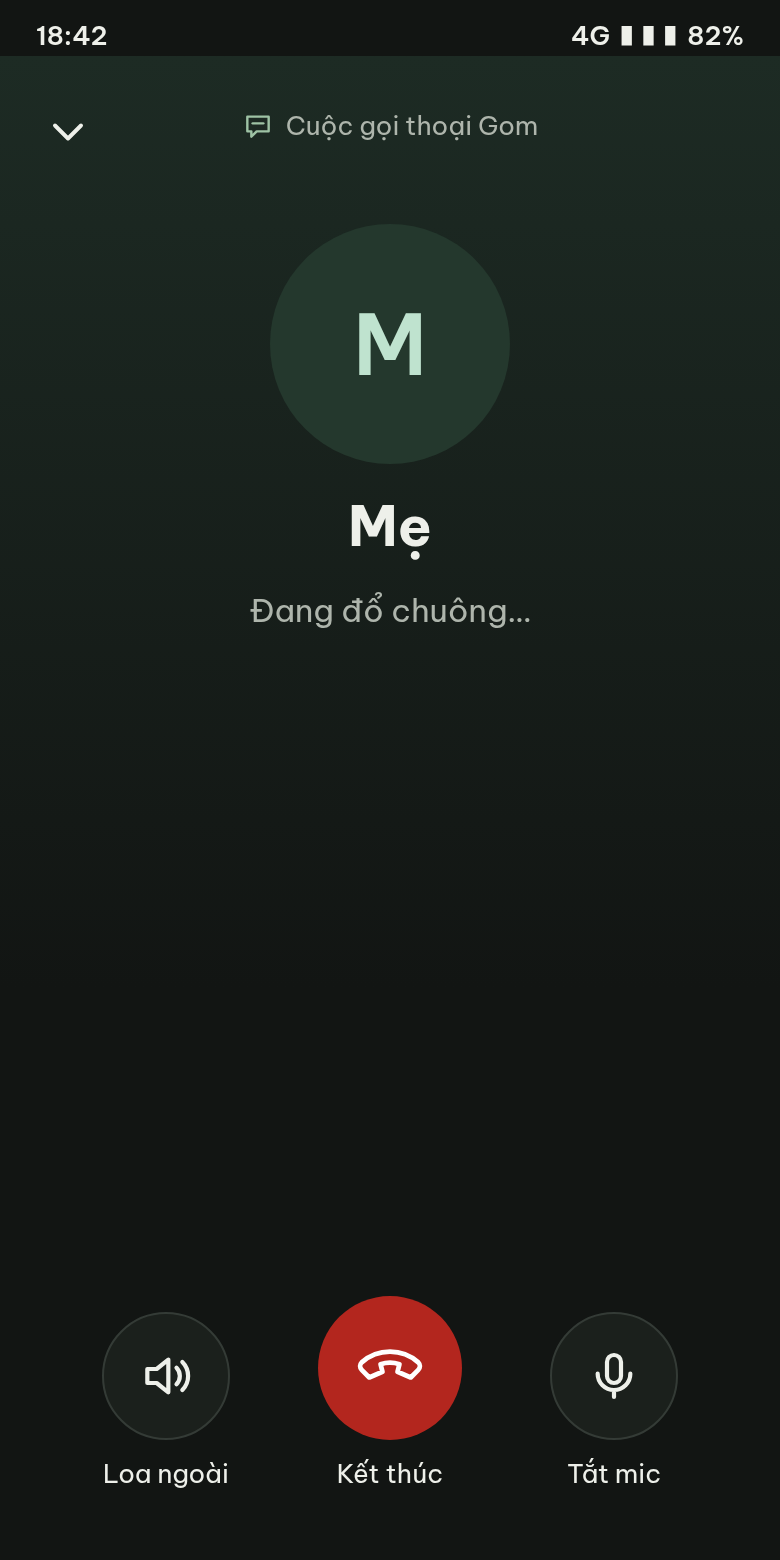 18:42
4G 82%
Cuộc gọi thoại Gom
M
Mẹ
Đang đổ chuông...
Loa ngoài
Kết thúc
Tắt mic